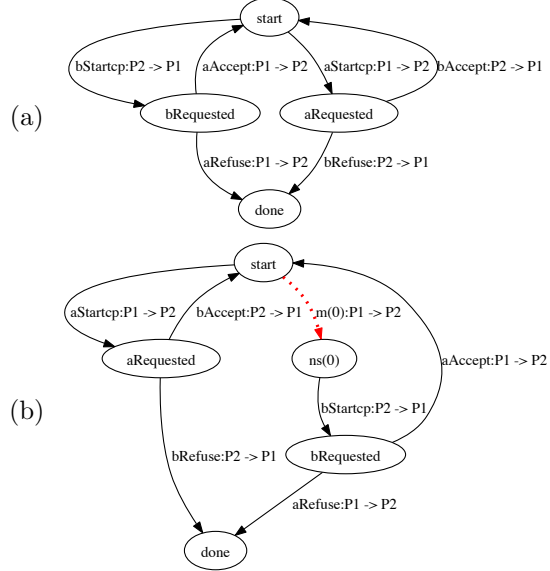 start
bStartcp:P2 -> P1
aAccept:P1 -> P2
aStartcp:P1 -> P2
bAccept:P2 -> P1
(a)
bRequested
aRequested
aRefuse:P1 -> P2
bRefuse:P2 -> P1
done
start
aStartcp:P1 -> P2
bAccept:P2 -> P1
m(0):P1 -> P2
aRequested
ns(0)
aAccept:P1 -> P2
(b)
bStartcp:P2 -> P1
bRefuse:P2 -> P1
bRequested
aRefuse:P1 -> P2
done